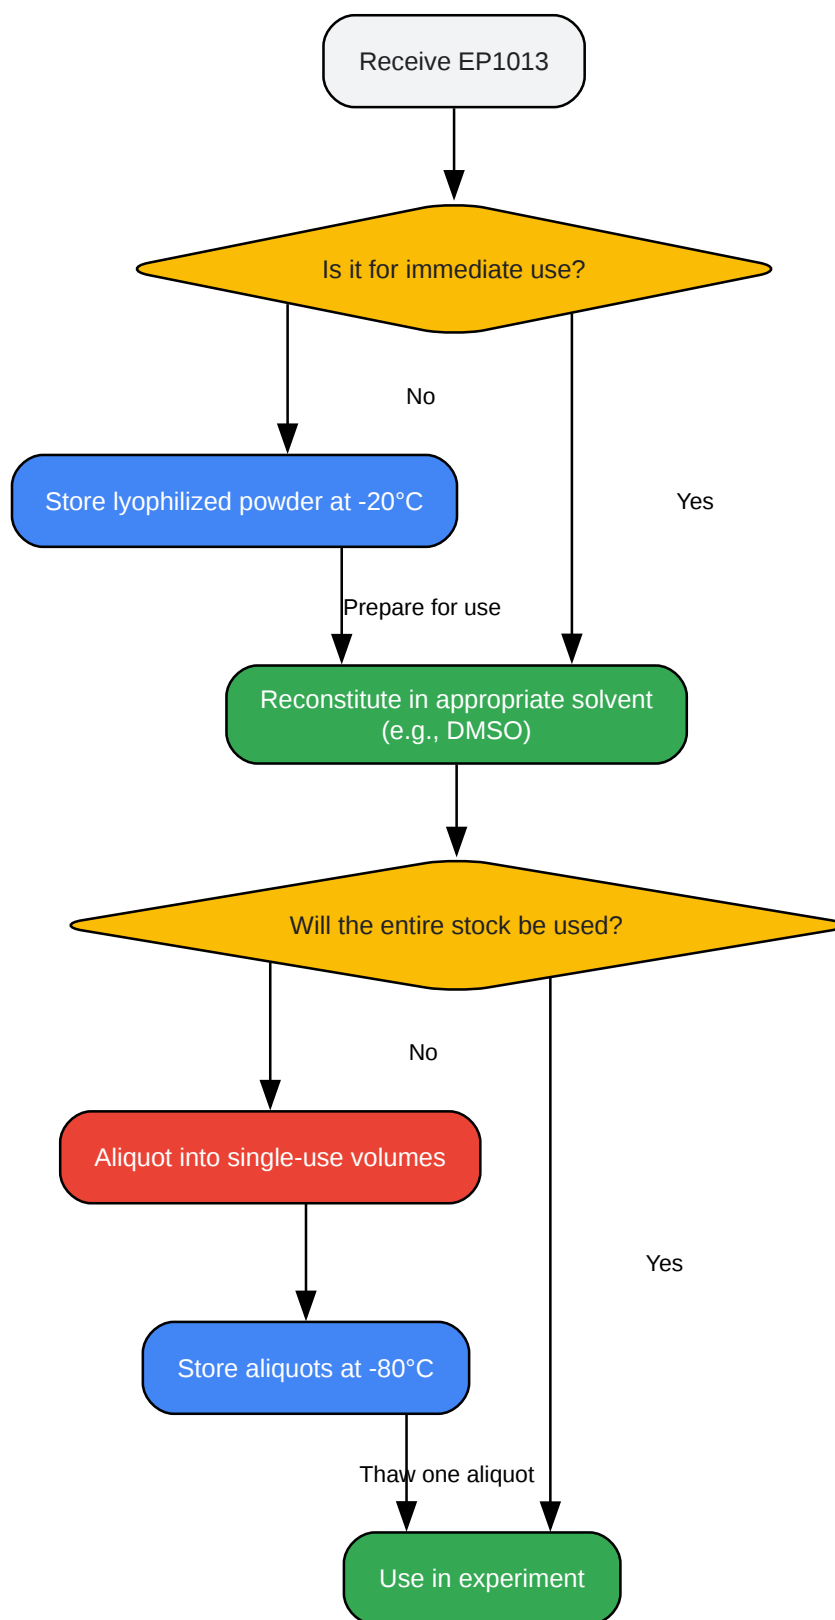 Receive EP1013
Is it for immediate use?
No
Store lyophilized powder at -20°C
Yes
Prepare for use
Reconstitute in appropriate solvent
(e.g., DMSO)
Will the entire stock be used?
No
Aliquot into single-use volumes
Yes
Store aliquots at -80°C
Thaw one aliquot
Use in experiment